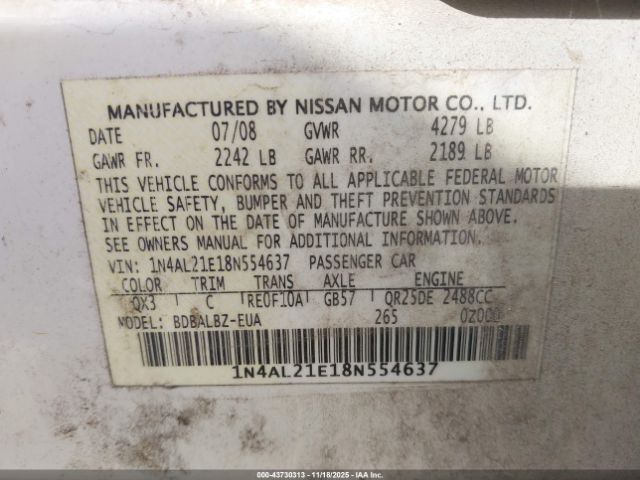 MANUFACTURED BY NISSAN MOTOR CO., LTD.
DATE 07/08 GVWR 4279 LB
GAWR FR. 2242 LB GAWR RR. 2189 LB
THIS VEHICLE CONFORMS TO ALL APPLICABLE FEDERAL MOTOR
VEHICLE SAFETY, BUMPER AND THEFT PREVENTION STANDARDS
IN EFFECT ON THE DATE OF MANUFACTURE SHOWN ABOVE.
SEE OWNERS MANUAL FOR ADDITIONAL INFORMATION
VIN: 1N4AL21E18N554637 PASSENGER CAR
COLOR TRIM TRANS AXLE ENGINE
QX3 C RE0F10A GB57 QR25DE 2488CC
MODEL: BDBALBZ-EUA 265 0Z000
1N4AL21E18N554637
000-43730313 - 11/18/2025 - IAA Inc.